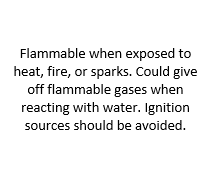 Flammable when exposed to
heat, fire, or sparks. Could give
off flammable gases when
reacting with water. Ignition
sources should be avoided.